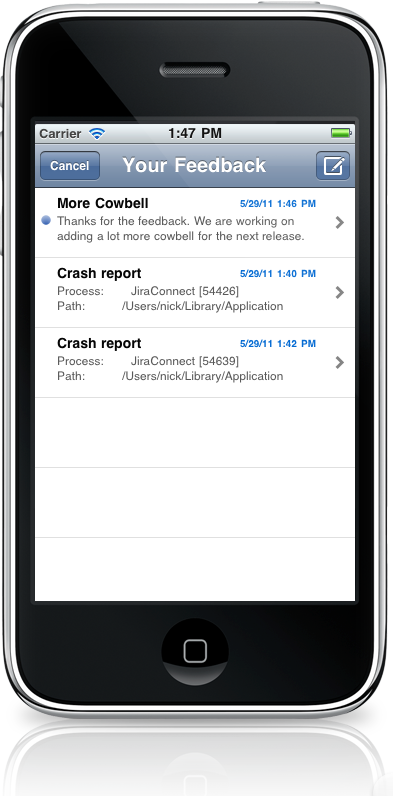 Carrier 1:47 PM
Cancel Your Feedback
More Cowbell 5/29/11 1:46 PM
Thanks for the feedback. We are working on
adding a lot more cowbell for the next release.
Crash report 5/29/11 1:40 PM
Process: JiraConnect [54426]
Path: /Users/nick/Library/Application
Crash report 5/29/11 1:42 PM
Process: JiraConnect [54639]
Path: /Users/nick/Library/Application